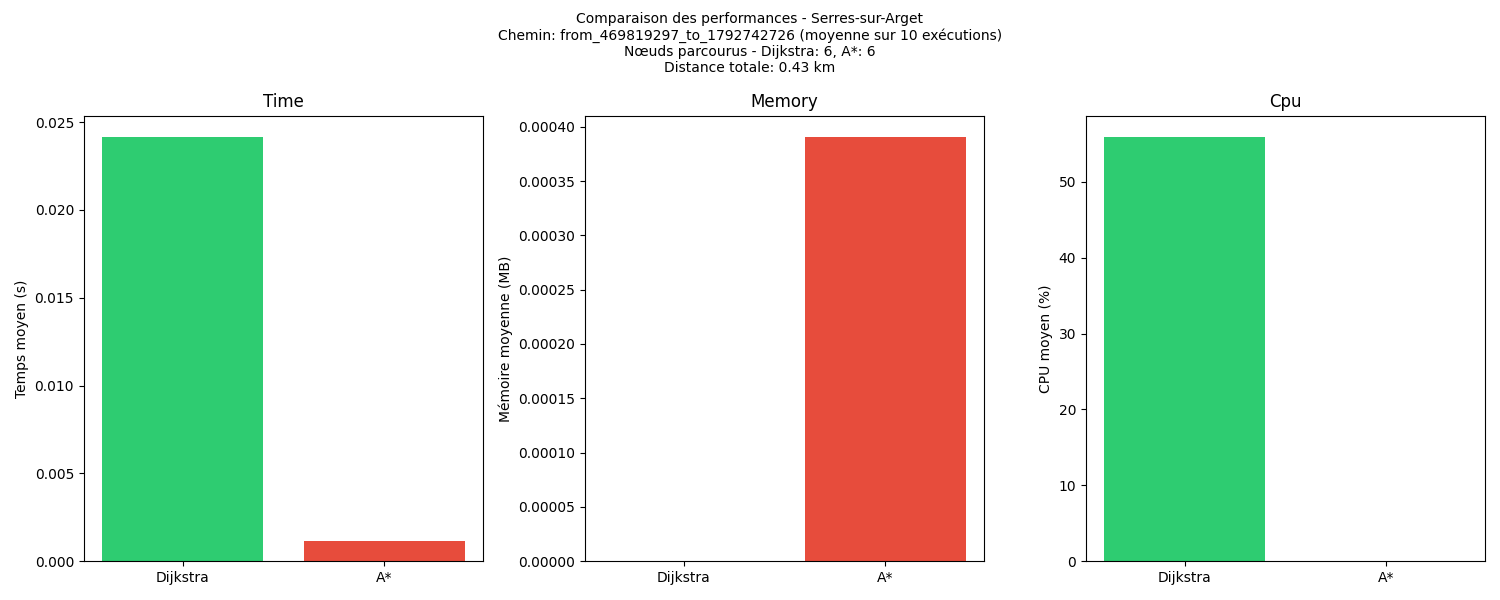 Comparaison des performances - Serres-sur-Arget
Chemin: from_469819297_to_1792742726 (moyenne sur 10 exécutions)
Nœuds parcourus - Dijkstra: 6, A*: 6
Distance totale: 0.43 km
Time
Temps moyen (s)
0.025
0.020
0.015
0.010
0.005
0.000
Dijkstra A*
Memory
Mémoire moyenne (MB)
0.00040
0.00035
0.00030
0.00025
0.00020
0.00015
0.00010
0.00005
0.00000
Dijkstra A*
Cpu
CPU moyen (%)
50
40
30
20
10
0
Dijkstra A*